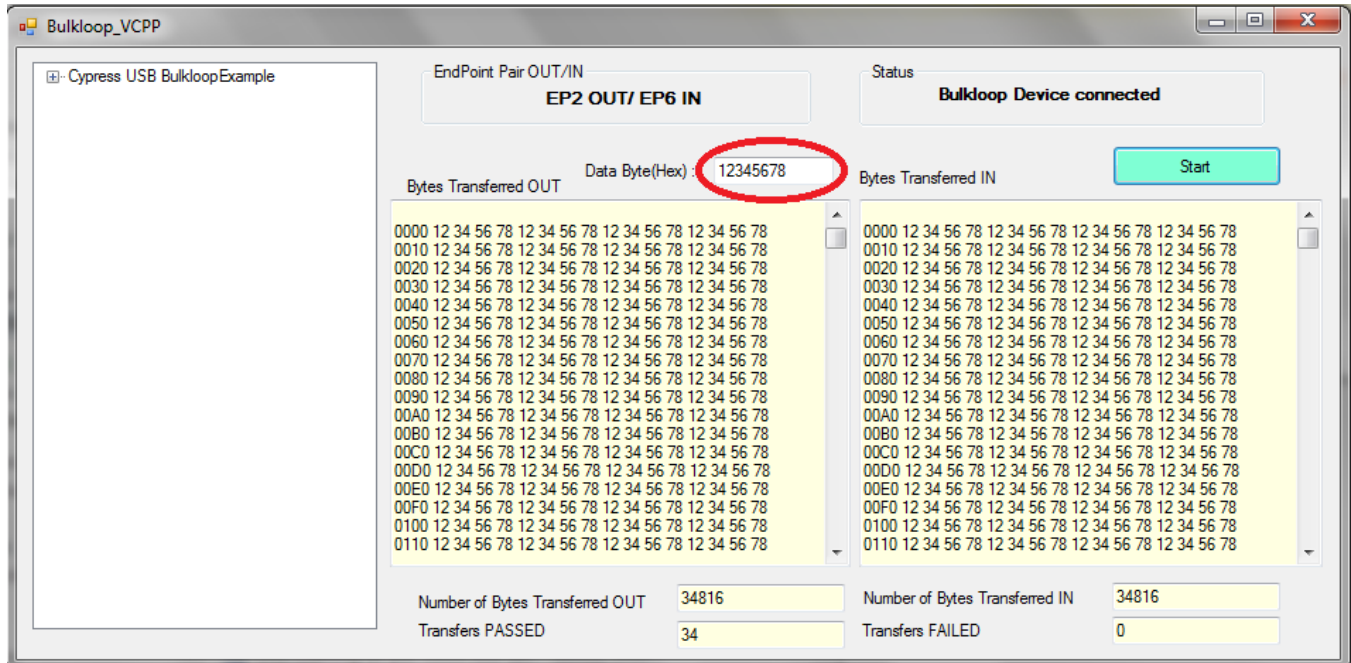 Bulkloop_VCPP
Cypress USB BulkloopExample
EndPoint Pair OUT/IN
EP2 OUT/ EP6 IN
Status
Bulkloop Device connected
Data Byte(Hex) : 12345678
Start
Bytes Transferred OUT
0000 12 34 56 78 12 34 56 78 12 34 56 78 12 34 56 78
0010 12 34 56 78 12 34 56 78 12 34 56 78 12 34 56 78
0020 12 34 56 78 12 34 56 78 12 34 56 78 12 34 56 78
0030 12 34 56 78 12 34 56 78 12 34 56 78 12 34 56 78
0040 12 34 56 78 12 34 56 78 12 34 56 78 12 34 56 78
0050 12 34 56 78 12 34 56 78 12 34 56 78 12 34 56 78
0060 12 34 56 78 12 34 56 78 12 34 56 78 12 34 56 78
0070 12 34 56 78 12 34 56 78 12 34 56 78 12 34 56 78
0080 12 34 56 78 12 34 56 78 12 34 56 78 12 34 56 78
0090 12 34 56 78 12 34 56 78 12 34 56 78 12 34 56 78
00A0 12 34 56 78 12 34 56 78 12 34 56 78 12 34 56 78
00B0 12 34 56 78 12 34 56 78 12 34 56 78 12 34 56 78
00C0 12 34 56 78 12 34 56 78 12 34 56 78 12 34 56 78
00D0 12 34 56 78 12 34 56 78 12 34 56 78 12 34 56 78
00E0 12 34 56 78 12 34 56 78 12 34 56 78 12 34 56 78
00F0 12 34 56 78 12 34 56 78 12 34 56 78 12 34 56 78
0100 12 34 56 78 12 34 56 78 12 34 56 78 12 34 56 78
0110 12 34 56 78 12 34 56 78 12 34 56 78 12 34 56 78
Bytes Transferred IN
0000 12 34 56 78 12 34 56 78 12 34 56 78 12 34 56 78
0010 12 34 56 78 12 34 56 78 12 34 56 78 12 34 56 78
0020 12 34 56 78 12 34 56 78 12 34 56 78 12 34 56 78
0030 12 34 56 78 12 34 56 78 12 34 56 78 12 34 56 78
0040 12 34 56 78 12 34 56 78 12 34 56 78 12 34 56 78
0050 12 34 56 78 12 34 56 78 12 34 56 78 12 34 56 78
0060 12 34 56 78 12 34 56 78 12 34 56 78 12 34 56 78
0070 12 34 56 78 12 34 56 78 12 34 56 78 12 34 56 78
0080 12 34 56 78 12 34 56 78 12 34 56 78 12 34 56 78
0090 12 34 56 78 12 34 56 78 12 34 56 78 12 34 56 78
00A0 12 34 56 78 12 34 56 78 12 34 56 78 12 34 56 78
00B0 12 34 56 78 12 34 56 78 12 34 56 78 12 34 56 78
00C0 12 34 56 78 12 34 56 78 12 34 56 78 12 34 56 78
00D0 12 34 56 78 12 34 56 78 12 34 56 78 12 34 56 78
00E0 12 34 56 78 12 34 56 78 12 34 56 78 12 34 56 78
00F0 12 34 56 78 12 34 56 78 12 34 56 78 12 34 56 78
0100 12 34 56 78 12 34 56 78 12 34 56 78 12 34 56 78
0110 12 34 56 78 12 34 56 78 12 34 56 78 12 34 56 78
Number of Bytes Transferred OUT 34816
Transfers PASSED 34
Number of Bytes Transferred IN 34816
Transfers FAILED 0